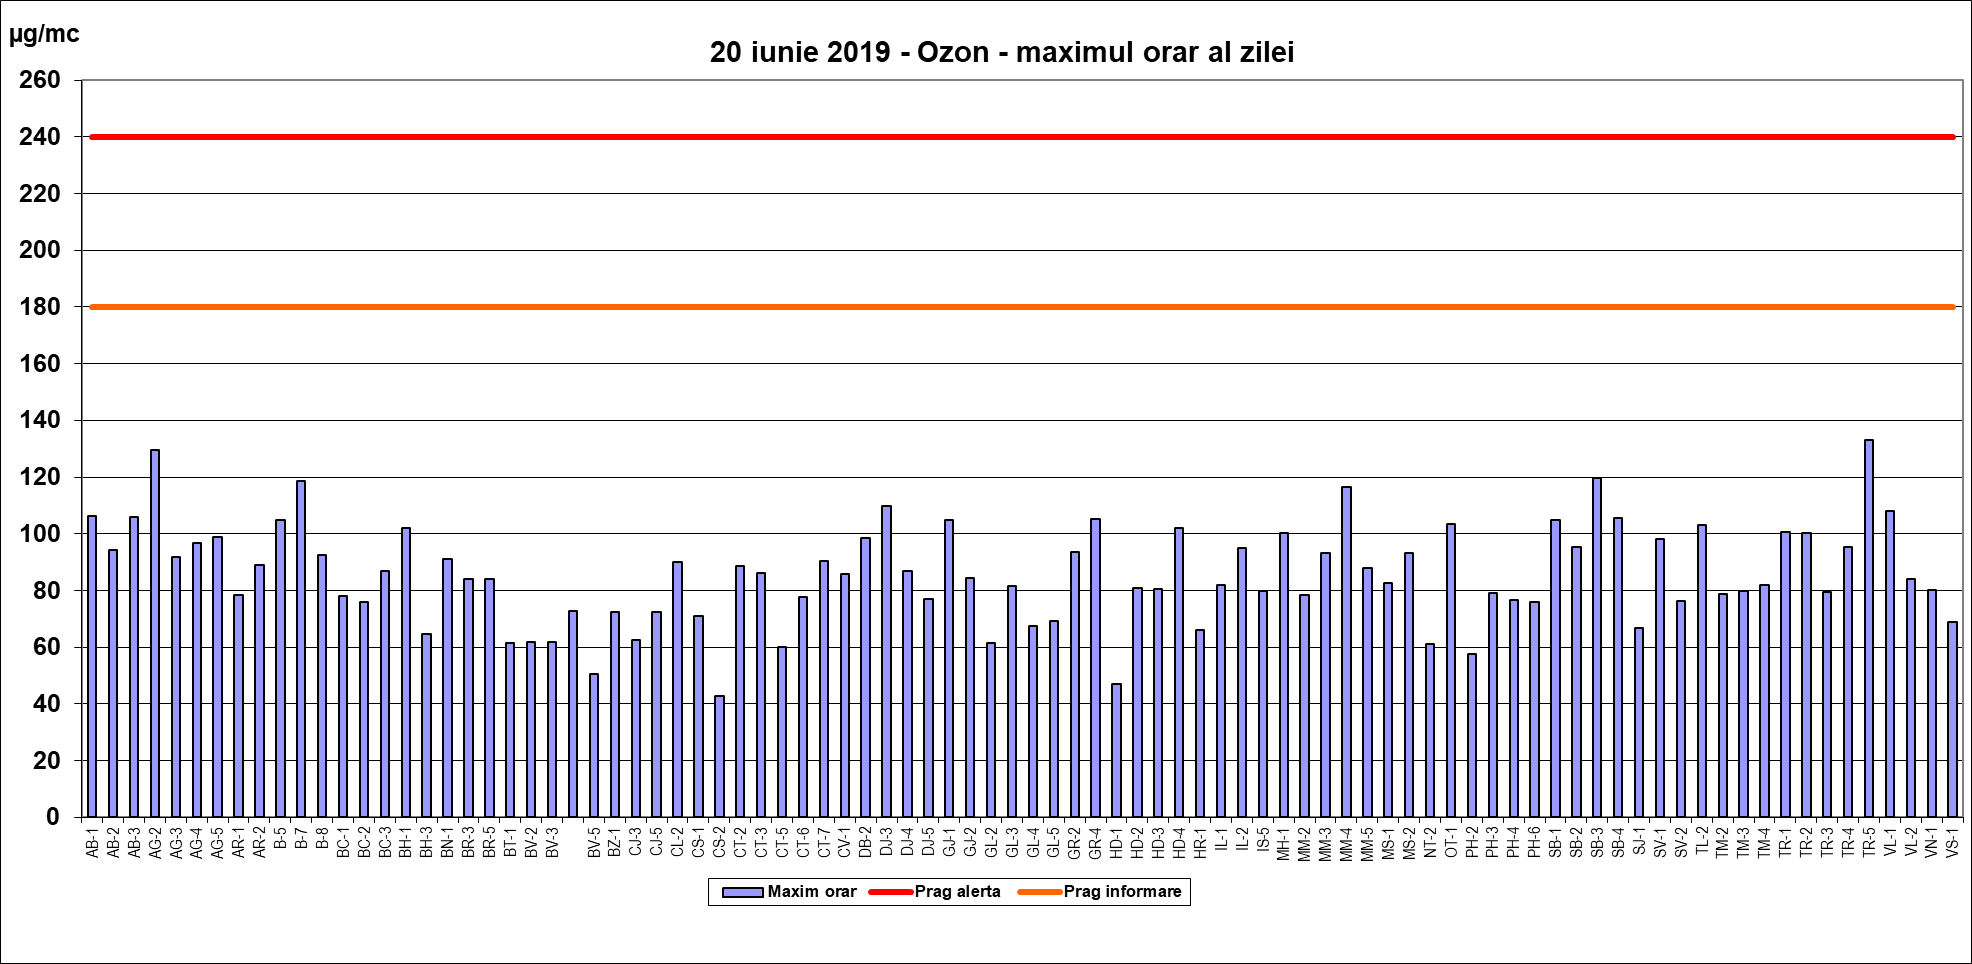 µg/mc
20 iunie 2019 - Ozon - maximul orar al zilei
260
240
220
200
180
160
140
120
100
80
60
40
20
0
AB-1
AB-2
AB-3
AG-2
AG-3
AG-4
AG-5
AR-1
AR-2
B-5
B-7
B-8
BC-1
BC-2
BC-3
BH-1
BH-3
BN-1
BR-3
BR-5
BT-1
BV-2
BV-3
BV-5
BZ-1
CJ-3
CJ-5
CL-2
CS-1
CS-2
CT-2
CT-3
CT-5
CT-6
CT-7
CV-1
DB-2
DJ-3
DJ-4
DJ-5
GJ-1
GJ-2
GL-2
GL-3
GL-4
GL-5
GR-2
GR-4
HD-1
HD-2
HD-3
HD-4
HR-1
IL-1
IL-2
IS-5
MH-1
MM-2
MM-3
MM-4
MM-5
MS-1
MS-2
NT-2
OT-1
PH-2
PH-3
PH-4
PH-6
SB-1
SB-2
SB-3
SB-4
SJ-1
SV-1
SV-2
TL-2
TM-2
TM-3
TM-4
TR-1
TR-2
TR-3
TR-4
TR-5
VL-1
VL-2
VN-1
VS-1
Maxim orar Prag alerta Prag informare